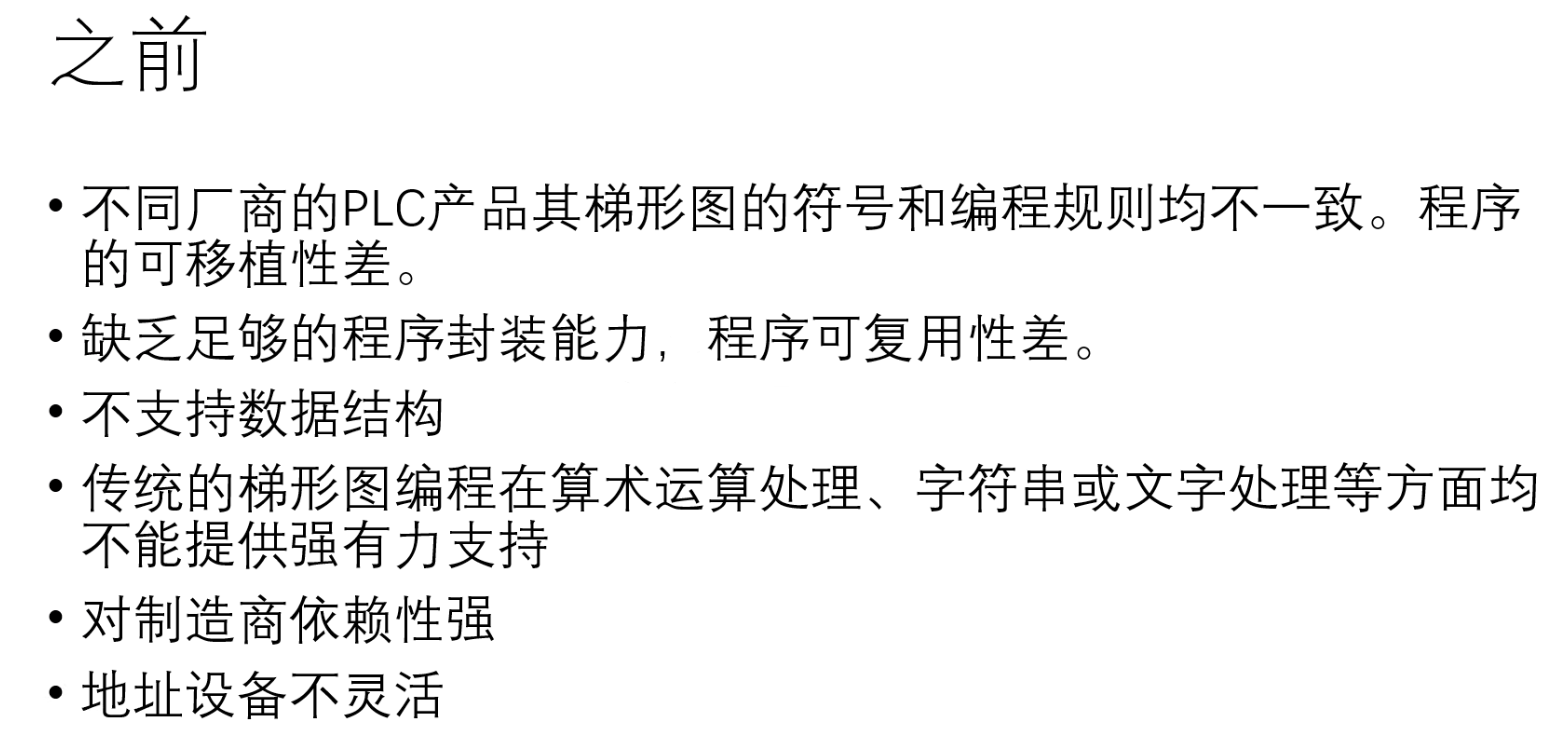 之前
• 不同厂商的PLC产品其梯形图的符号和编程规则均不一致。程序
的可移植性差。
• 缺乏足够的程序封装能力，程序可复用性差。
• 不支持数据结构
• 传统的梯形图编程在算术运算处理、字符串或文字处理等方面均
不能提供强有力支持
• 对制造商依赖性强
• 地址设备不灵活